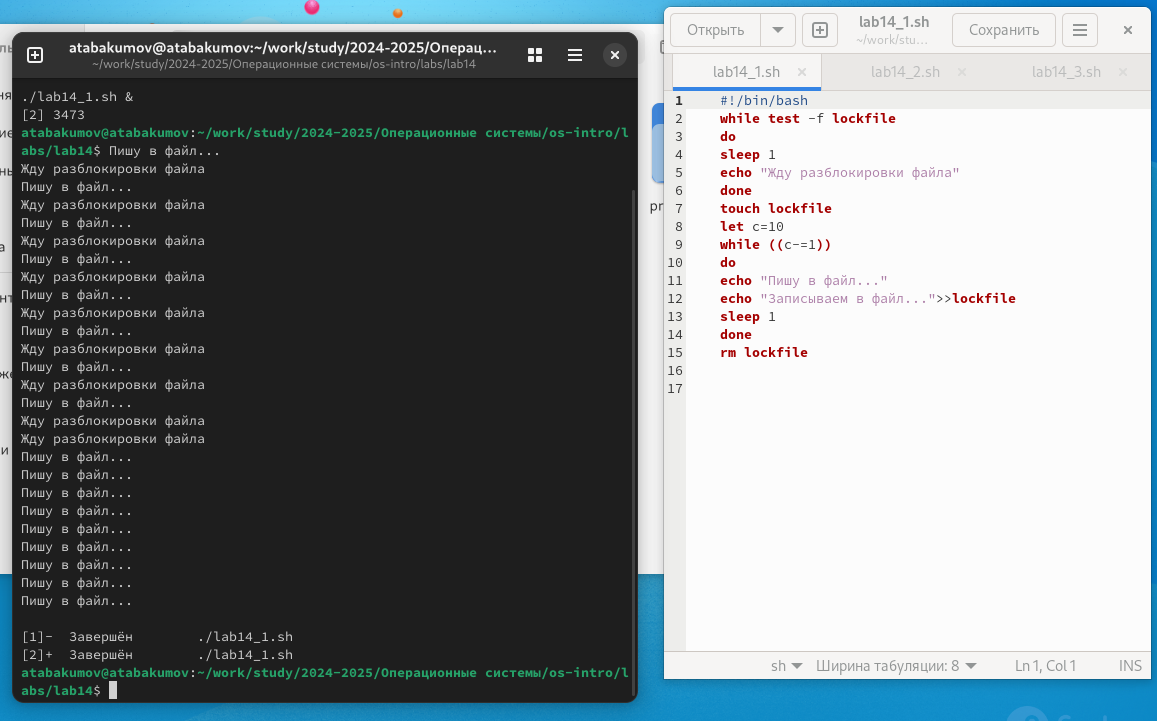 atabakumov@atabakumov:~/work/study/2024-2025/Операц...
~/work/study/2024-2025/Операционные системы/os-intro/labs/lab14
./lab14_1.sh &
[2] 3473
atabakumov@atabakumov:~/work/study/2024-2025/Операционные системы/os-intro/l
abs/lab14$ Пишу в файл...
Жду разблокировки файла
Пишу в файл...
Жду разблокировки файла
Пишу в файл...
Жду разблокировки файла
Пишу в файл...
Жду разблокировки файла
Пишу в файл...
Жду разблокировки файла
Пишу в файл...
Жду разблокировки файла
Пишу в файл...
Жду разблокировки файла
Пишу в файл...
Жду разблокировки файла
Жду разблокировки файла
Пишу в файл...
Пишу в файл...
Пишу в файл...
Пишу в файл...
Пишу в файл...
Пишу в файл...
Пишу в файл...
Пишу в файл...
Пишу в файл...
[1]-  Завершён        ./lab14_1.sh
[2]+  Завершён        ./lab14_1.sh
atabakumov@atabakumov:~/work/study/2024-2025/Операционные системы/os-intro/l
abs/lab14$
Открыть
lab14_1.sh
~/work/stu...
Сохранить
lab14_1.sh
lab14_2.sh
lab14_3.sh
1 #!/bin/bash
2 while test -f lockfile
3 do
4 sleep 1
5 echo "Жду разблокировки файла"
6 done
7 touch lockfile
8 let c=10
9 while ((c-=1))
10 do
11 echo "Пишу в файл..."
12 echo "Записываем в файл...">>lockfile
13 sleep 1
14 done
15 rm lockfile
16
17
sh
Ширина табуляции: 8
Ln 1, Col 1
INS